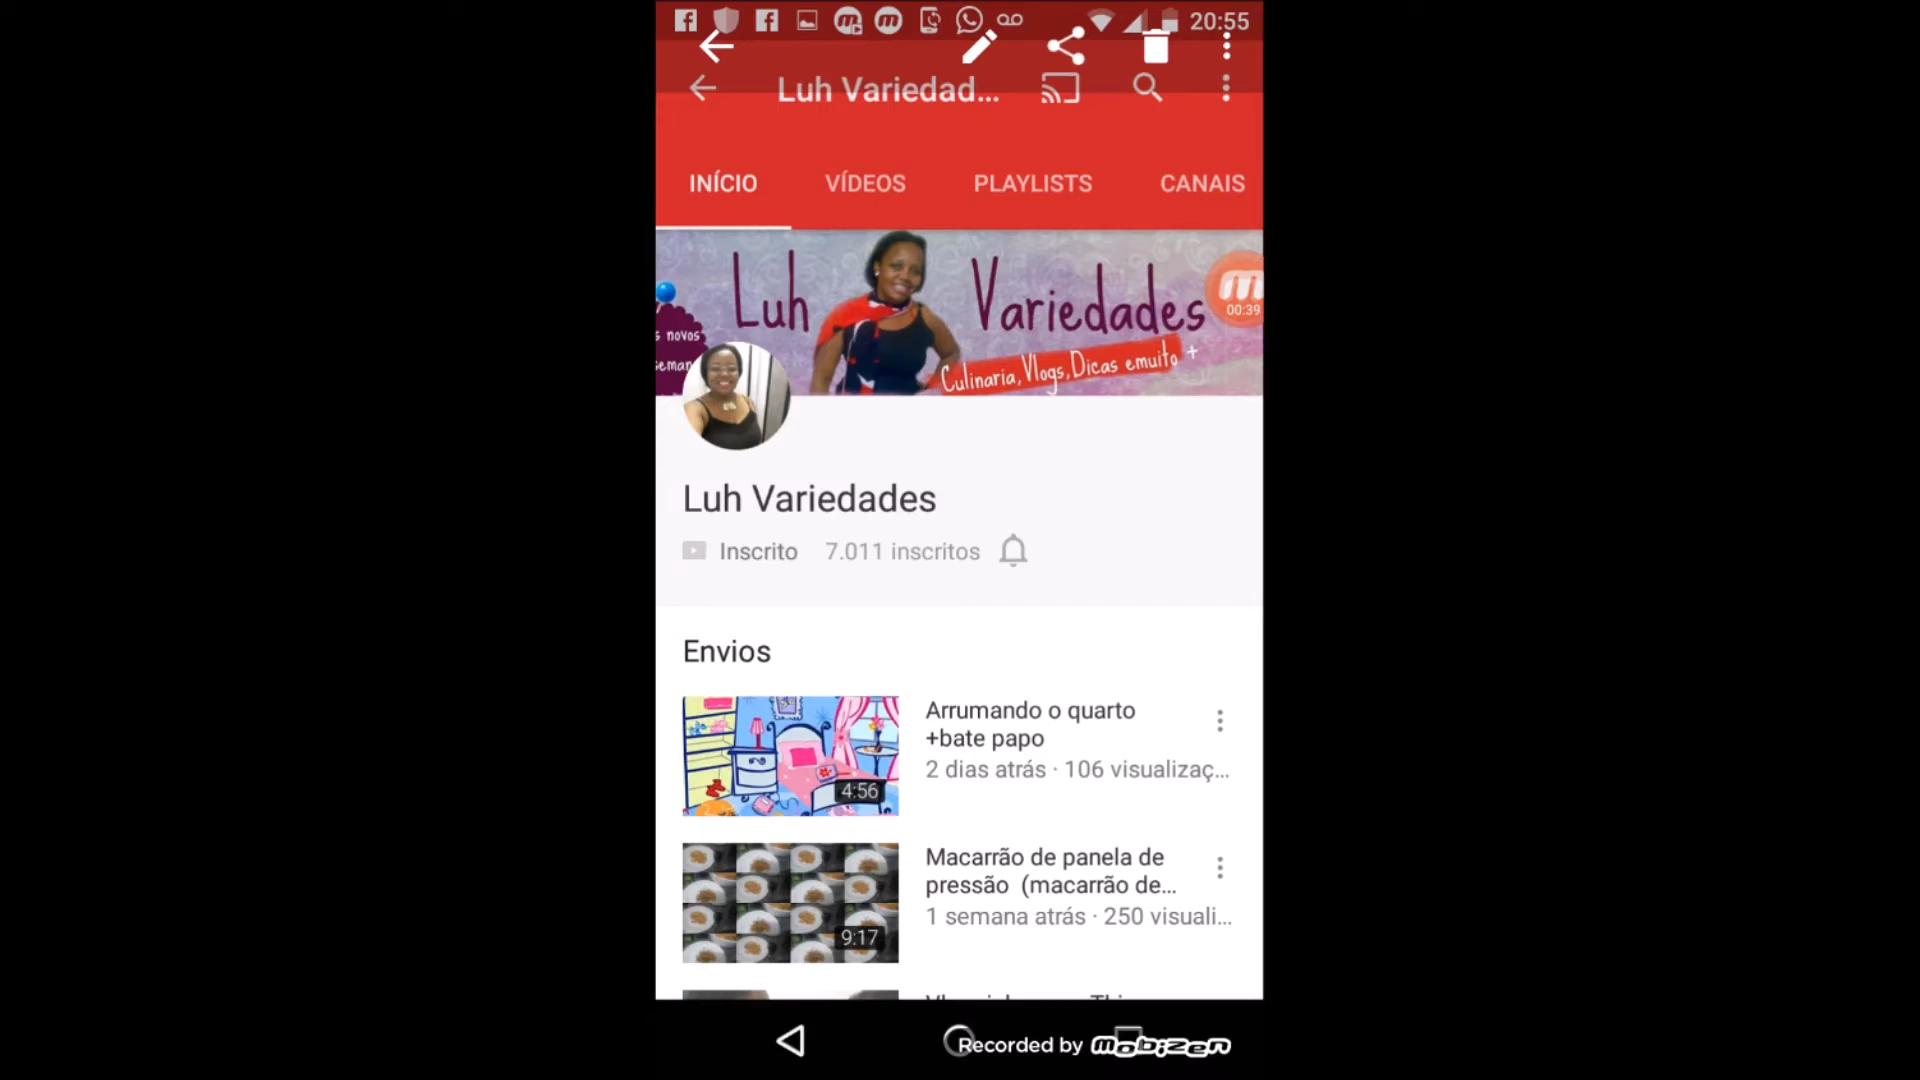 20:55
Luh Variedad...
INÍCIO VÍDEOS PLAYLISTS CANAIS
Luh Variedades
s novos
seman
Culinaria,Vlogs,Dicas emuito +
00:39
Luh Variedades
Inscrito 7.011 inscritos
Envios
Arrumando o quarto
+bate papo
2 dias atrás · 106 visualizaç...
4:56
Macarrão de panela de
pressão (macarrão de...
1 semana atrás · 250 visuali...
9:17
Recorded by mobizen